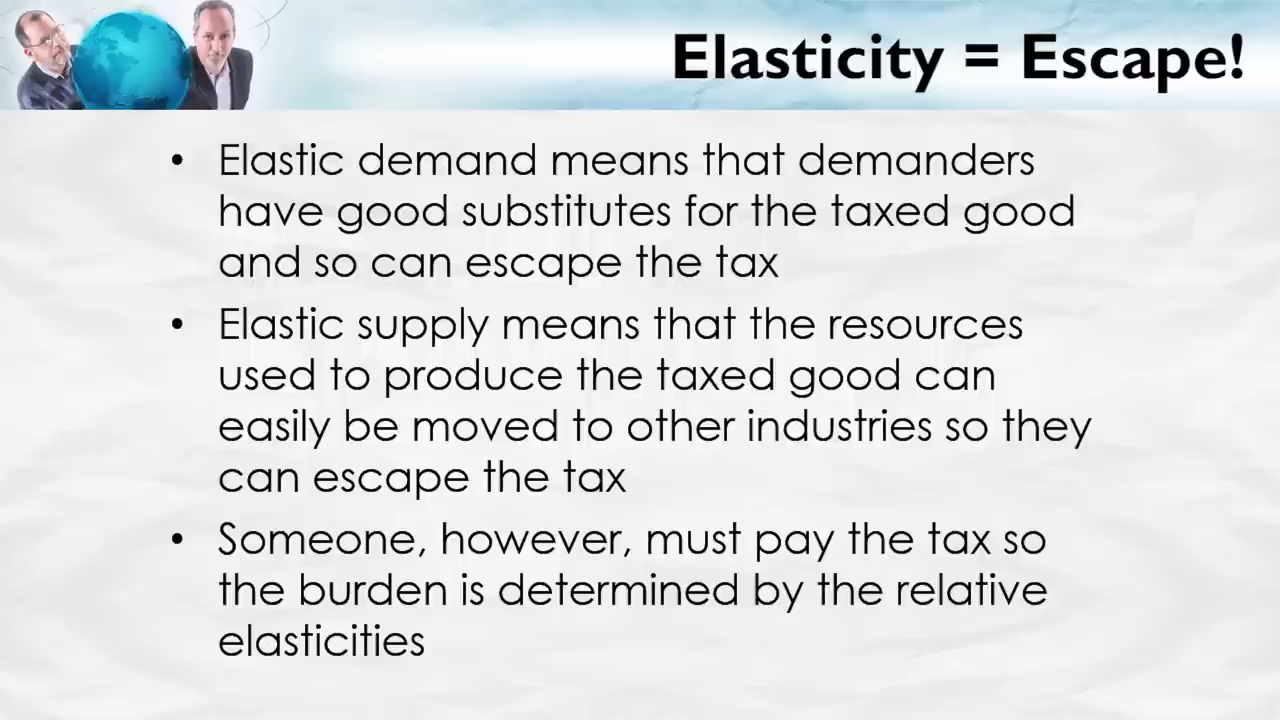 Elasticity = Escape!
• Elastic demand means that demanders
have good substitutes for the taxed good
and so can escape the tax
• Elastic supply means that the resources
used to produce the taxed good can
easily be moved to other industries so they
can escape the tax
• Someone, however, must pay the tax so
the burden is determined by the relative
elasticities